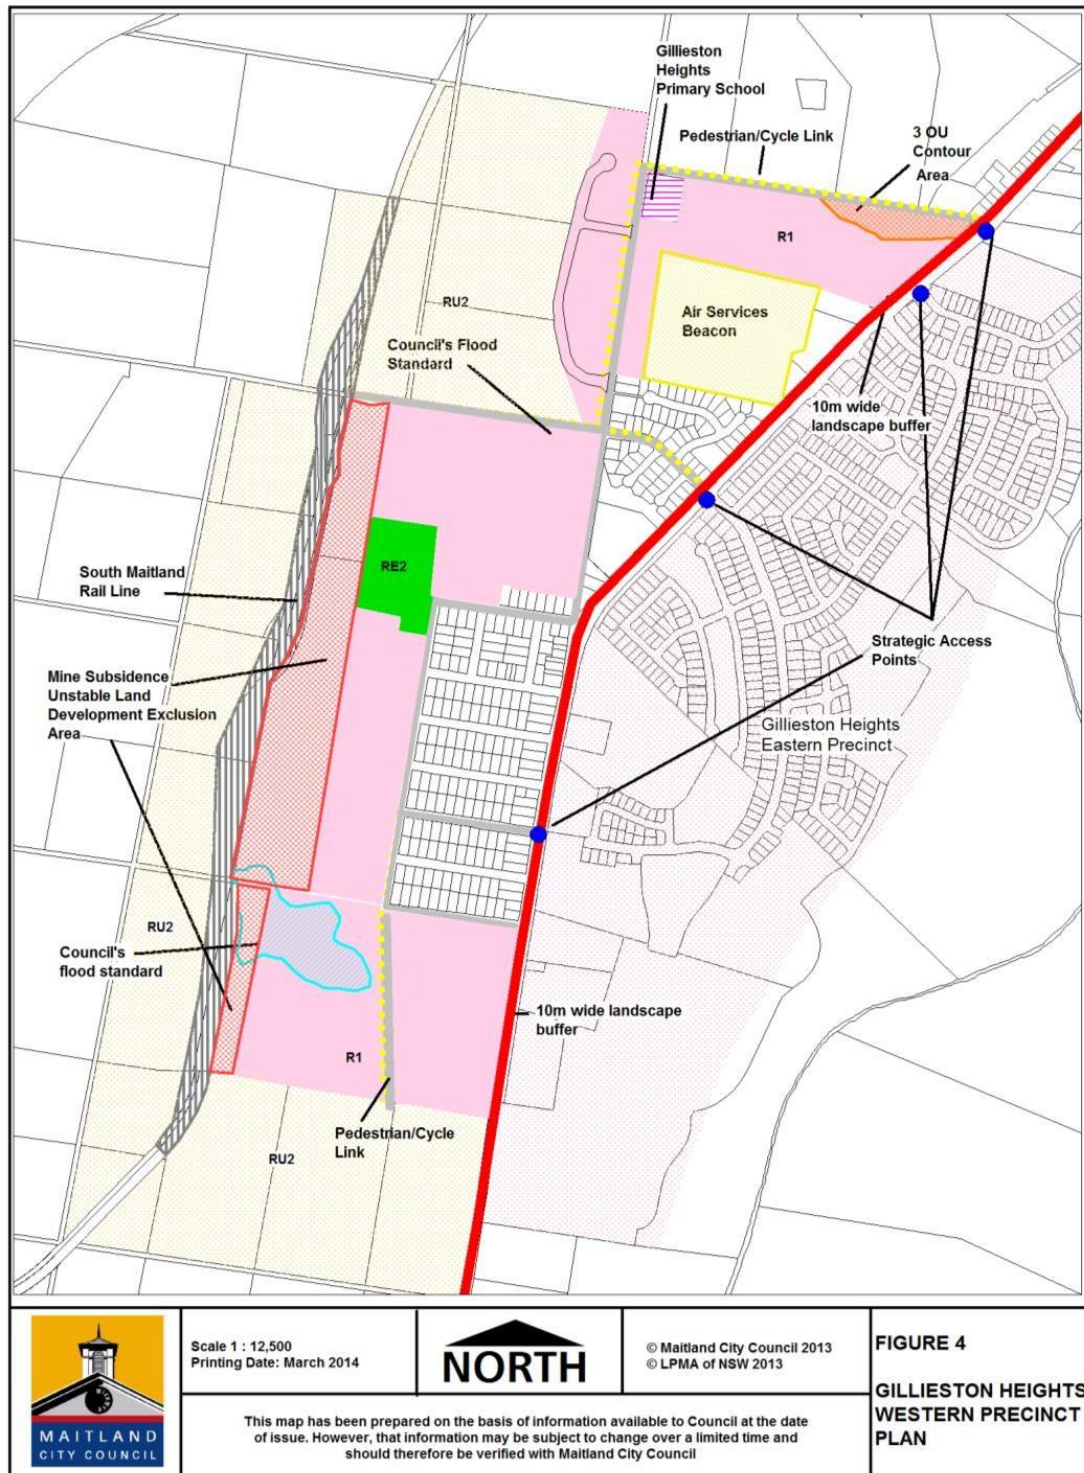 Gillieston
Heights
Primary School
Pedestrian/Cycle Link
3 OU
Contour
Area
R1
RU2
Air Services
Beacon
Council's Flood
Standard
10m wide
landscape buffer
South Maitland
Rail Line
RE2
Strategic Access
Points
Mine Subsidence
Unstable Land
Development Exclusion
Area
Gillieston Heights
Eastern Precinct
RU2
Council's
flood standard
10m wide landscape
buffer
R1
Pedestrian/Cycle
Link
RU2
MAITLAND
CITY COUNCIL
Scale 1 : 12,500
Printing Date: March 2014
NORTH
© Maitland City Council 2013
© LPMA of NSW 2013
This map has been prepared on the basis of information available to Council at the date
of issue. However, that information may be subject to change over a limited time and
should therefore be verified with Maitland City Council
FIGURE 4
GILLIESTON HEIGHTS
WESTERN PRECINCT
PLAN